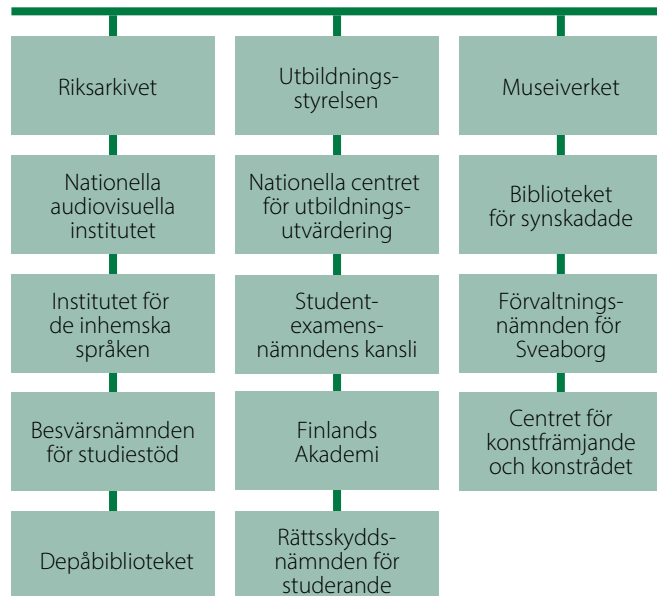 Riksarkivet
Utbildnings-
styrelsen
Museiverket
Nationella
audiovisuella
institutet
Nationella centret
för utbildnings-
utvärdering
Biblioteket
för synskadade
Institutet för
de inhemska
språken
Student-
examens-
nämndens kansli
Förvaltnings-
nämnden för
Sveaborg
Besvärsnämnden
för studiestöd
Finlands
Akademi
Centret för
konstfrämjande
och konstrådet
Depåbiblioteket
Rättsskydds-
nämnden för
studerande